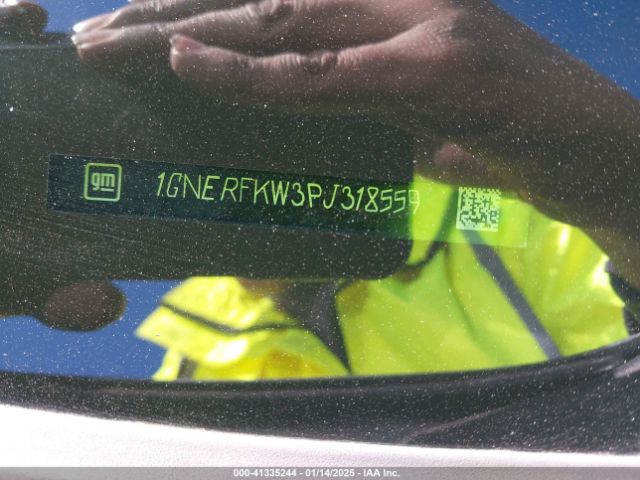 gm 1GNERFKW3PJ318559
000-41335244 - 01/14/2025 - IAA Inc.